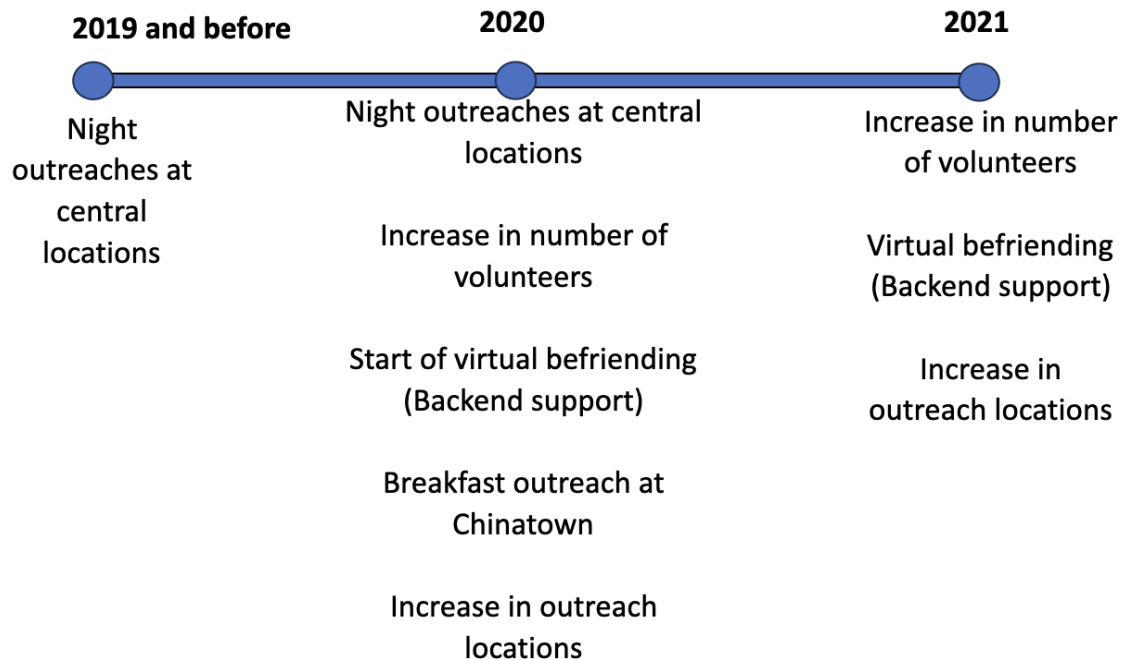 2019 and before
2020
2021
Night
outreaches at
central
locations
Night outreaches at central
locations
Increase in number of
volunteers
Start of virtual befriending
(Backend support)
Breakfast outreach at
Chinatown
Increase in outreach
locations
Increase in number
of volunteers
Virtual befriending
(Backend support)
Increase in
outreach locations